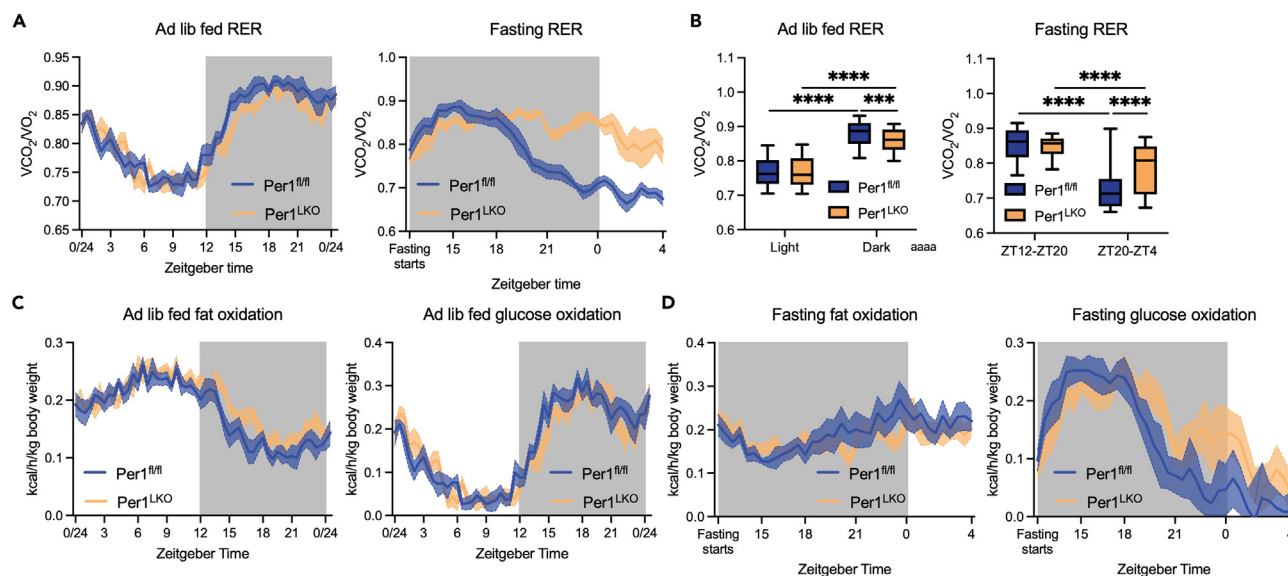 A
Ad lib fed RER
VCO2/VO2
0.95
0.90
0.85
0.80
0.75
0.70
0.65
Per1fl/fl
Per1LKO
0/24 3 6 9 12 15 18 21 0/24
Zeitgeber time
Fasting RER
VCO2/VO2
1.0
0.9
0.8
0.7
0.6
Per1fl/fl
Per1LKO
Fasting starts 15 18 21 0 4
Zeitgeber time
B
Ad lib fed RER
VCO2/VO2
1.1
1.0
0.9
0.8
0.7
0.6
****
**** ***
Per1fl/fl
Per1LKO
Light Dark aaaa
Fasting RER
VCO2/VO2
1.1
1.0
0.9
0.8
0.7
0.6
****
**** ****
Per1fl/fl
Per1LKO
ZT12-ZT20 ZT20-ZT4
C
Ad lib fed fat oxidation
kcal/h/kg body weight
0.3
0.2
0.1
0.0
Per1fl/fl
Per1LKO
0/24 3 6 9 12 15 18 21 0/24
Zeitgeber Time
Ad lib fed glucose oxidation
kcal/h/kg body weight
0.4
0.3
0.2
0.1
0.0
Per1fl/fl
Per1LKO
0/24 3 6 9 12 15 18 21 0/24
Zeitgeber Time
D
Fasting fat oxidation
kcal/h/kg body weight
0.4
0.3
0.2
0.1
0.0
Per1fl/fl
Per1LKO
Fasting starts 15 18 21 0 4
Zeitgeber Time
Fasting glucose oxidation
kcal/h/kg body weight
0.3
0.2
0.1
0.0
Per1fl/fl
Per1LKO
Fasting starts 15 18 21 0
Zeitgeber Time